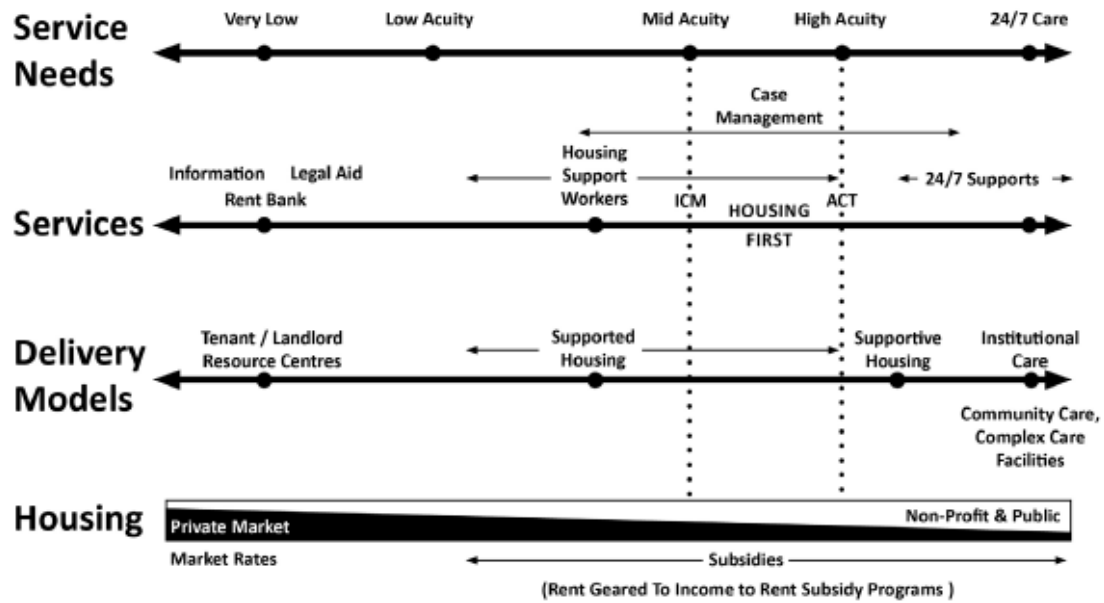 Service
Needs
Very Low
Low Acuity
Mid Acuity
High Acuity
24/7 Care
Case
Management
Services
Information
Legal Aid
Rent Bank
Housing
Support
Workers
ICM
HOUSING
FIRST
ACT
24/7 Supports
Delivery
Models
Tenant / Landlord
Resource Centres
Supported
Housing
Supportive
Housing
Institutional
Care
Community Care,
Complex Care
Facilities
Housing
Private Market
Non-Profit & Public
Market Rates
Subsidies
(Rent Geared To Income to Rent Subsidy Programs )